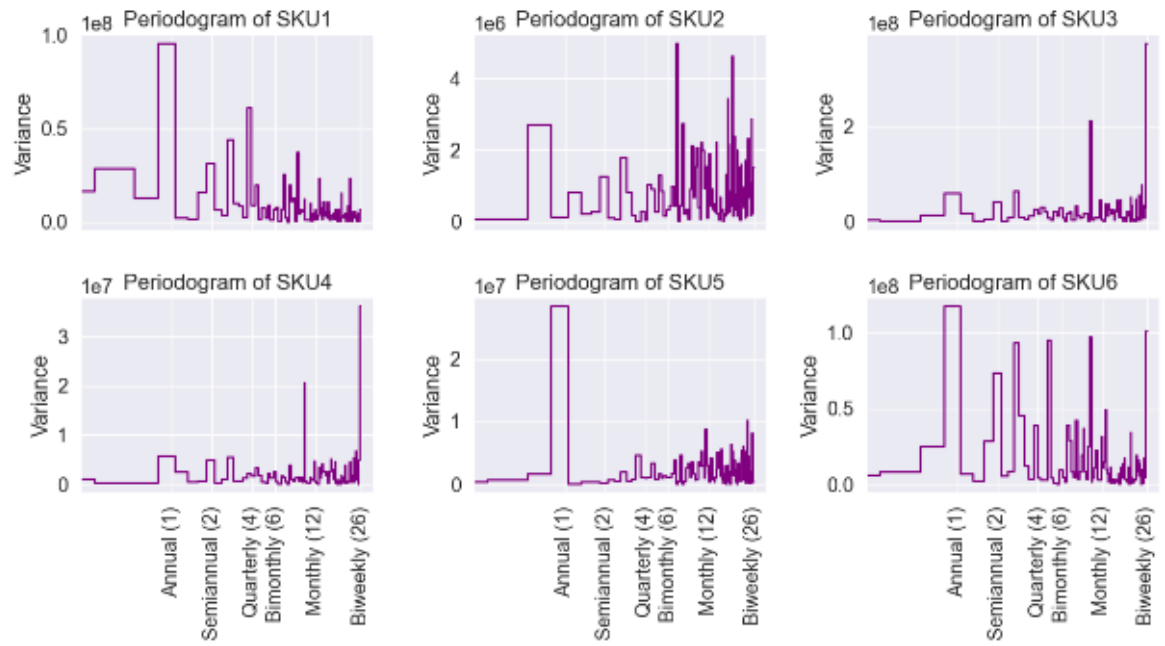 1e8 Periodogram of SKU1
Variance
1.0
0.5
0.0
1e6 Periodogram of SKU2
Variance
4
2
0
1e8 Periodogram of SKU3
Variance
2
0
1e7 Periodogram of SKU4
Variance
3
2
1
0
Annual (1)
Semiannual (2)
Quarterly (4)
Bimonthly (6)
Monthly (12)
Biweekly (26)
1e7 Periodogram of SKU5
Variance
2
1
0
Annual (1)
Semiannual (2)
Quarterly (4)
Bimonthly (6)
Monthly (12)
Biweekly (26)
1e8 Periodogram of SKU6
Variance
1.0
0.5
0.0
Annual (1)
Semiannual (2)
Quarterly (4)
Bimonthly (6)
Monthly (12)
Biweekly (26)